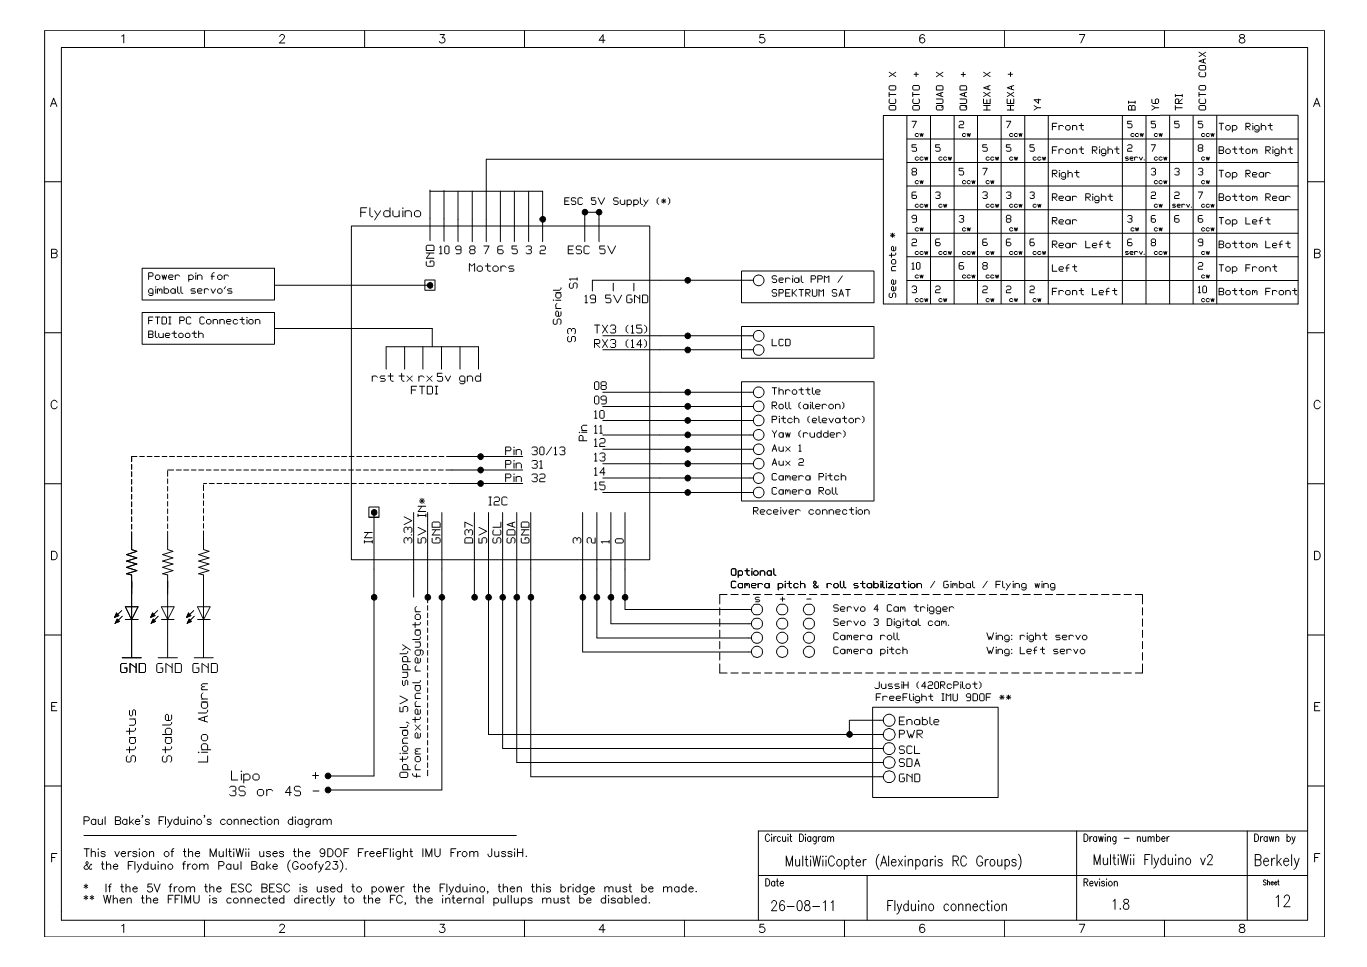 1 2 3 4 5 6 7 8
A A
B B
C C
D D
E E
F F
OCTO X
OCTO +
QUAD X
QUAD +
HEXA X
HEXA +
Y4
BI
Y6
TRI
OCTO COAX
7 cw 2 cw 7 ccw Front 5 ccw 5 cw 5 5 ccw Top Right
5 ccw 5 ccw 5 ccw 5 cw 5 ccw Front Right 2 serv. 7 ccw 8 cw Bottom Right
8 cw 5 ccw 7 cw Right 3 ccw 3 3 cw Top Rear
6 ccw 3 cw 3 ccw 3 ccw 3 cw Rear Right 2 cw 2 serv. 7 ccw Bottom Rear
9 cw 3 cw 8 cw Rear 3 cw 6 cw 6 6 ccw Top Left
2 ccw 6 ccw 6 cw 6 cw 6 ccw Rear Left 6 serv. 8 ccw 9 cw Bottom Left
10 cw 6 ccw 8 ccw Left 2 cw Top Front
3 ccw 2 cw 2 cw 2 ccw 2 cw Front Left 10 ccw Bottom Front
See note *
Flyduino
GND 10 9 8 7 6 5 3 2
Motors
ESC 5V Supply (*)
ESC 5V
Power pin for
gimball servo's
FTDI PC Connection
Bluetooth
rst tx rx 5v gnd
FTDI
Serial
S1
19 5V GND
S3
TX3 (15)
RX3 (14)
Serial PPM /
SPEKTRUM SAT
LCD
Pin
08 Throttle
09 Roll (aileron)
10 Pitch (elevator)
11 Yaw (rudder)
12 Aux 1
13 Aux 2
14 Camera Pitch
15 Camera Roll
Receiver connection
Pin 30/13
Pin 31
Pin 32
I2C
IN
3.3V
5V IN*
GND
D37
5V
SCL
SDA
GND
3 2 1 0
Optional
Camera pitch & roll stabilization / Gimbal / Flying wing
S + -
Servo 4 Cam trigger
Servo 3 Digital cam.
Camera roll Wing: right servo
Camera pitch Wing: Left servo
JussiH (420RcPilot)
FreeFlight IMU 9DOF **
Enable
PWR
SCL
SDA
GND
GND GND GND
Status
Stable
Lipo Alarm
Optional, 5V supply
from external regulator
Lipo +
3S or 4S -
Paul Bake's Flyduino's connection diagram
This version of the MultiWii uses the 9DOF FreeFlight IMU From JussiH.
& the Flyduino from Paul Bake (Goofy23).
* If the 5V from the ESC BESC is used to power the Flyduino, then this bridge must be made.
** When the FFIMU is connected directly to the FC, the internal pullups must be disabled.
Circuit Diagram
MultiWiiCopter (Alexinparis RC Groups)
Drawing - number
MultiWii Flyduino v2
Drawn by
Berkely
Date
26-08-11
Flyduino connection
Revision
1.8
Sheet
12
1 2 3 4 5 6 7 8